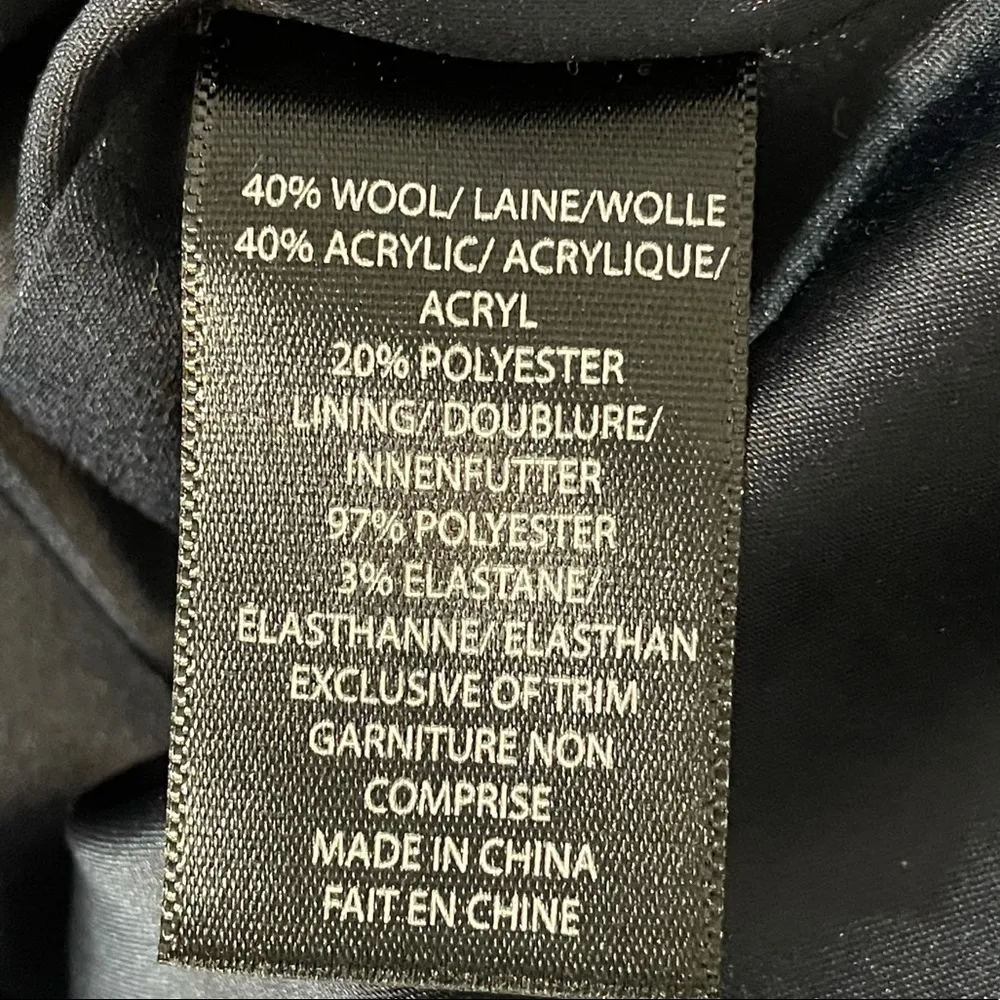 40% WOOL/ LAINE/WOLLE
40% ACRYLIC/ ACRYLIQUE/
ACRYL
20% POLYESTER
LINING/ DOUBLURE/
INNENFUTTER
97% POLYESTER
3% ELASTANE/
ÉLASTHANNE/ ELASTHAN
EXCLUSIVE OF TRIM
GARNITURE NON
COMPRISE
MADE IN CHINA
FAIT EN CHINE